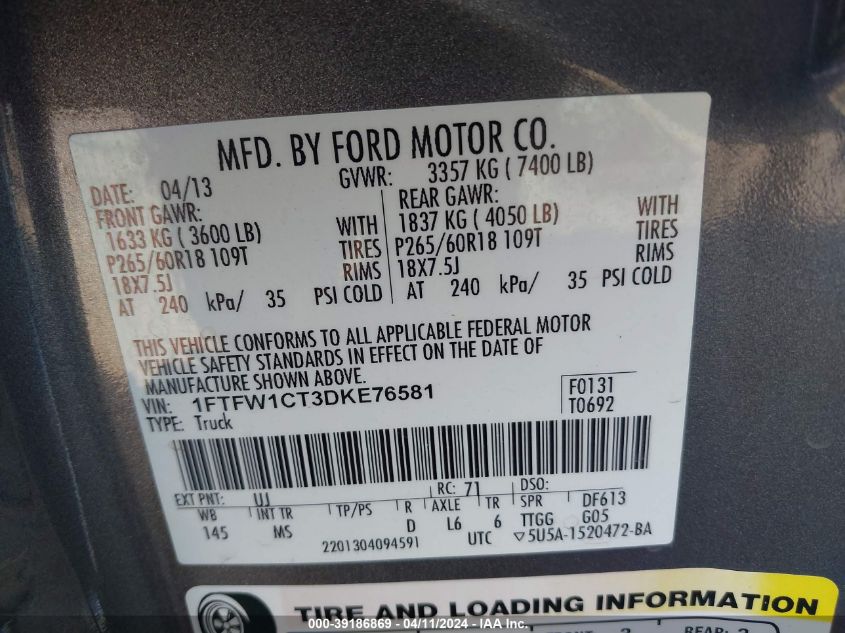 MFD. BY FORD MOTOR CO.
DATE: 04/13 GVWR: 3357 KG ( 7400 LB)
FRONT GAWR: REAR GAWR:
1633 KG ( 3600 LB) WITH 1837 KG ( 4050 LB) WITH
P265/60R18 109T TIRES P265/60R18 109T TIRES
18X7.5J RIMS 18X7.5J RIMS
AT 240 kPa/ 35 PSI COLD AT 240 kPa/ 35 PSI COLD
THIS VEHICLE CONFORMS TO ALL APPLICABLE FEDERAL MOTOR
VEHICLE SAFETY STANDARDS IN EFFECT ON THE DATE OF
MANUFACTURE SHOWN ABOVE.
VIN: 1FTFW1CT3DKE76581 F0131
TYPE: Truck T0692
EXT PNT: UJ RC: 71 DSO:
WB INT TR TP/PS R AXLE TR SPR DF613
145 MS D L6 6 TTGG G05
2201304094591 UTC ▽5U5A-1520472-BA
TIRE AND LOADING INFORMATION
000-39186869 - 04/11/2024 - IAA Inc.